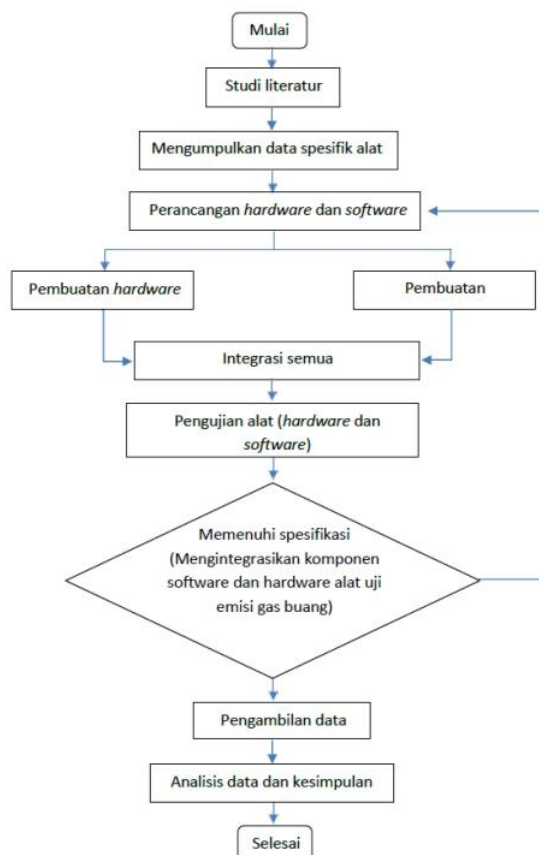 Mulai
Studi literatur
Mengumpulkan data spesifik alat
Perancangan hardware dan software
Pembuatan hardware
Pembuatan
Integrasi semua
Pengujian alat (hardware dan
software)
Memenuhi spesifikasi
(Mengintegrasikan komponen
software dan hardware alat uji
emisi gas buang)
Pengambilan data
Analisis data dan kesimpulan
Selesai